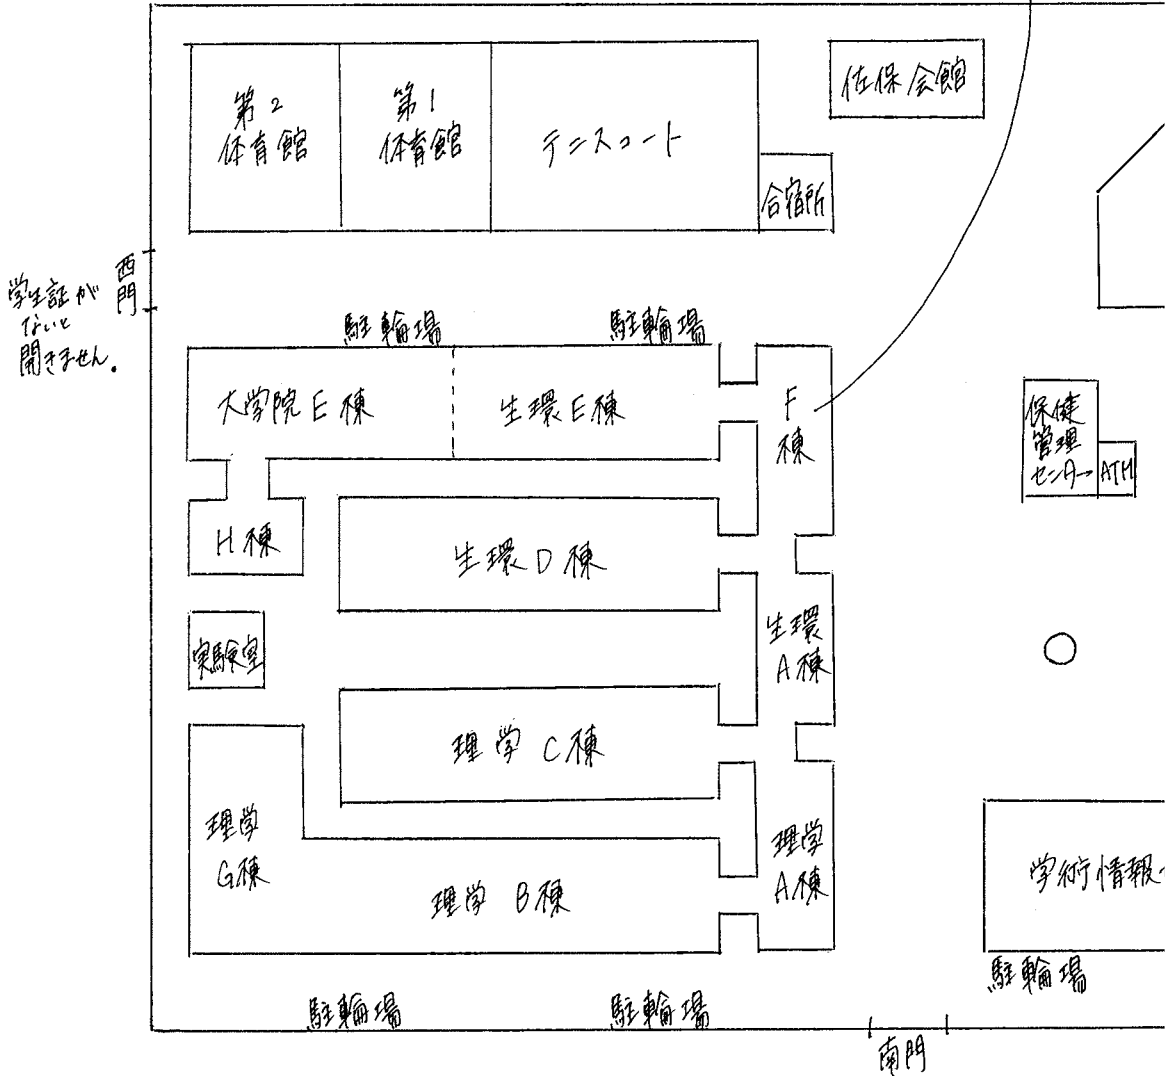 佐保会館
第2
体育館
第1
体育館
テニスコート
合宿所
西門
学生証が
ないと
開きません。
駐輪場
駐輪場
大学院E棟
生環E棟
F
棟
保健
管理
センター
ATM
H棟
生環D棟
実験室
生環
A棟
理学C棟
理学
G棟
理学B棟
理学
A棟
学術情報
駐輪場
駐輪場
駐輪場
南門